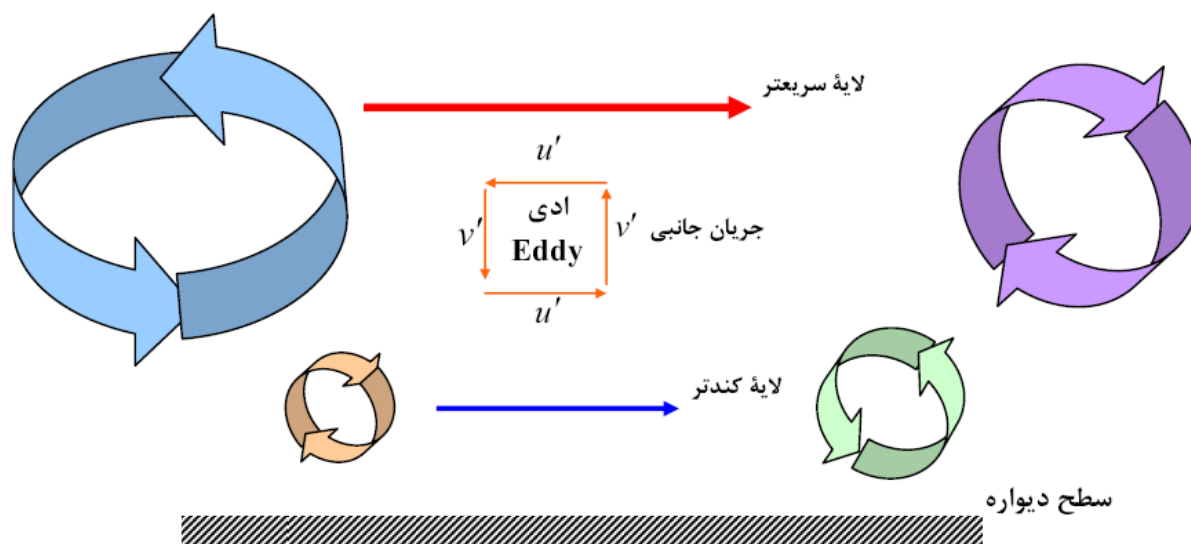 لایهٔ سریعتر
u'
ادی
v'
v'
جریان جانبی
Eddy
u'
لایهٔ کندتر
سطح دیواره